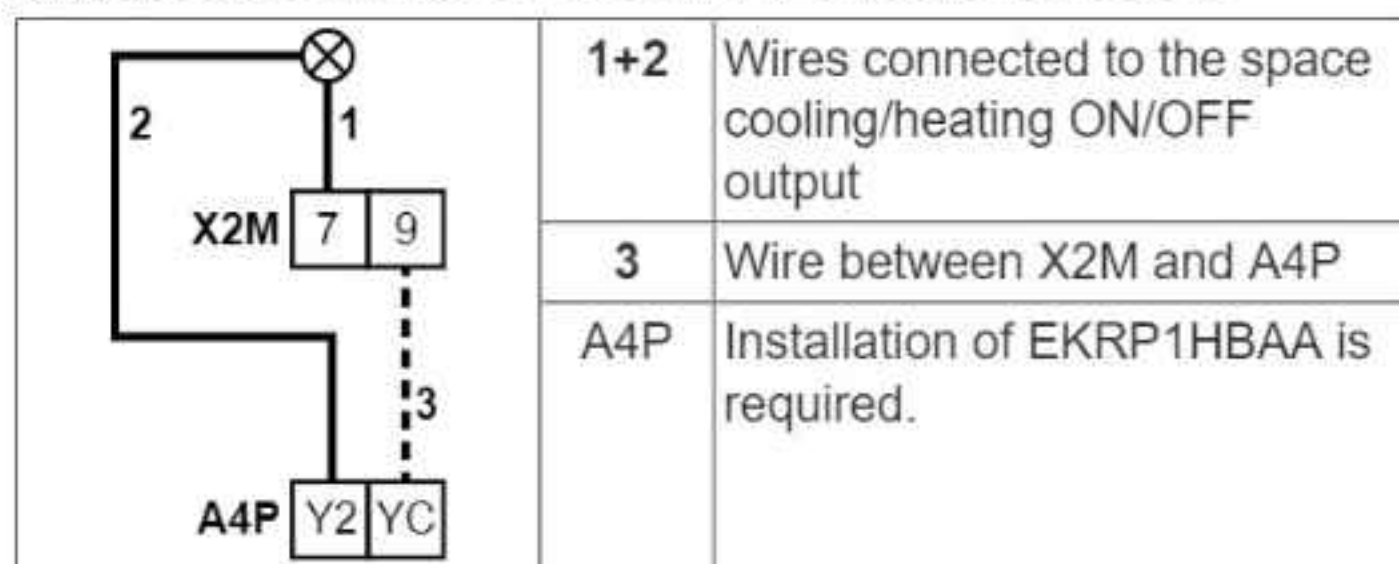 2
1
X2M 7 9
3
A4P Y2 YC
1+2 Wires connected to the space
cooling/heating ON/OFF
output
3 Wire between X2M and A4P
A4P Installation of EKRP1HBAA is
required.